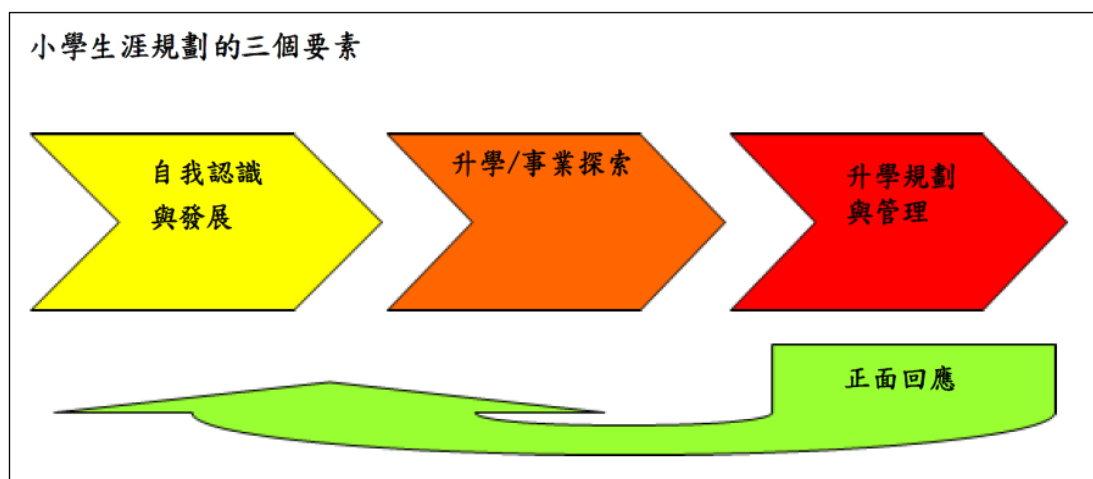 小學生涯規劃的三個要素
自我認識
與發展
升學/事業探索
升學規劃
與管理
正面回應